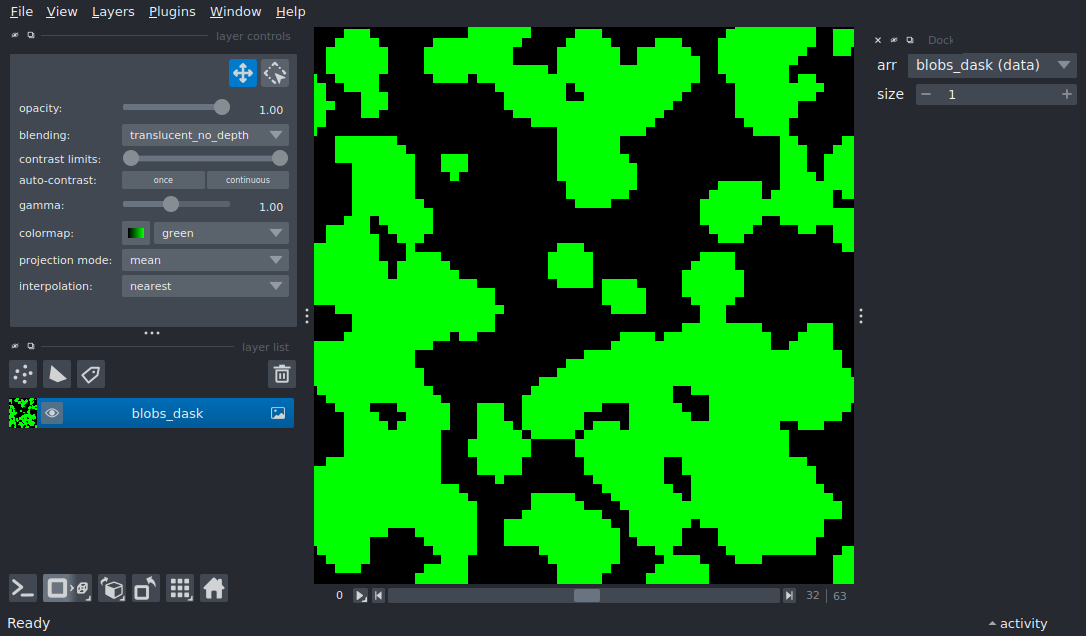 File View Layers Plugins Window Help
layer controls
opacity: 1.00
blending: translucent_no_depth
contrast limits:
auto-contrast: once continuous
gamma: 1.00
colormap: green
projection mode: mean
interpolation: nearest
layer list
blobs_dask
0 32 63
Ready
activity
Dock
arr blobs_dask (data)
size 1